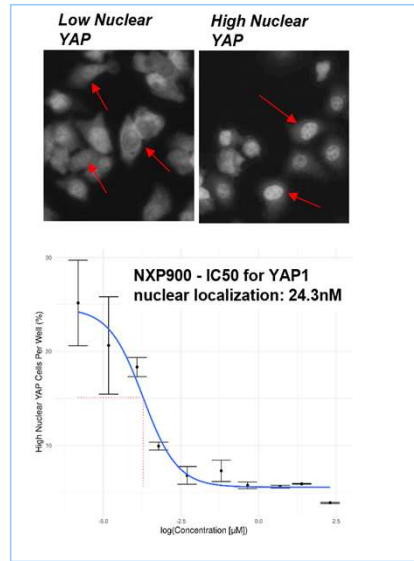 Low Nuclear
YAP
High Nuclear
YAP
NXP900 - IC50 for YAP1
nuclear localization: 24.3nM
High Nuclear YAP Cells Per Well (%)
30
20
10
-5.0
-2.5
0.0
2.5
log(Concentration [µM])